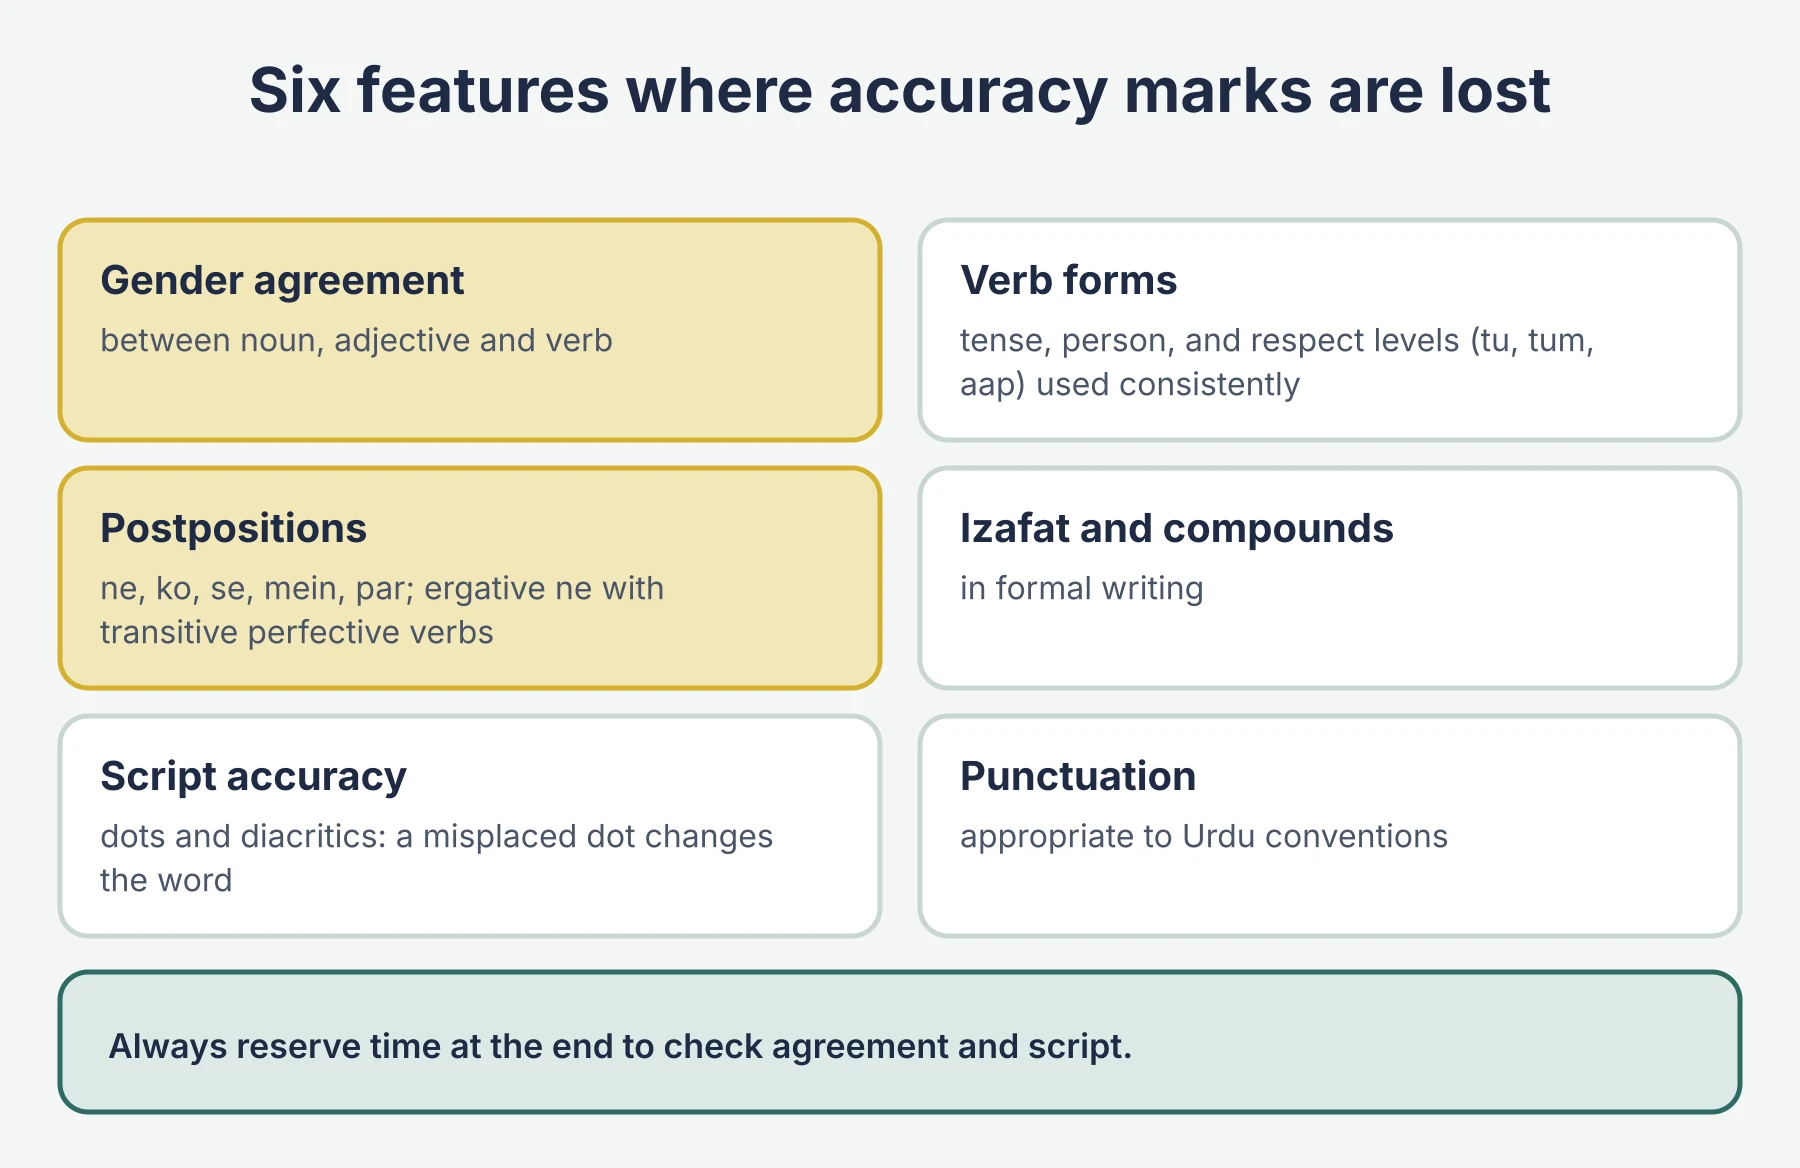 Six features where accuracy marks are lost
Gender agreement
between noun, adjective and verb
Verb forms
tense, person, and respect levels (tu, tum,
aap) used consistently
Postpositions
ne, ko, se, mein, par; ergative ne with
transitive perfective verbs
Izafat and compounds
in formal writing
Script accuracy
dots and diacritics: a misplaced dot changes
the word
Punctuation
appropriate to Urdu conventions
Always reserve time at the end to check agreement and script.